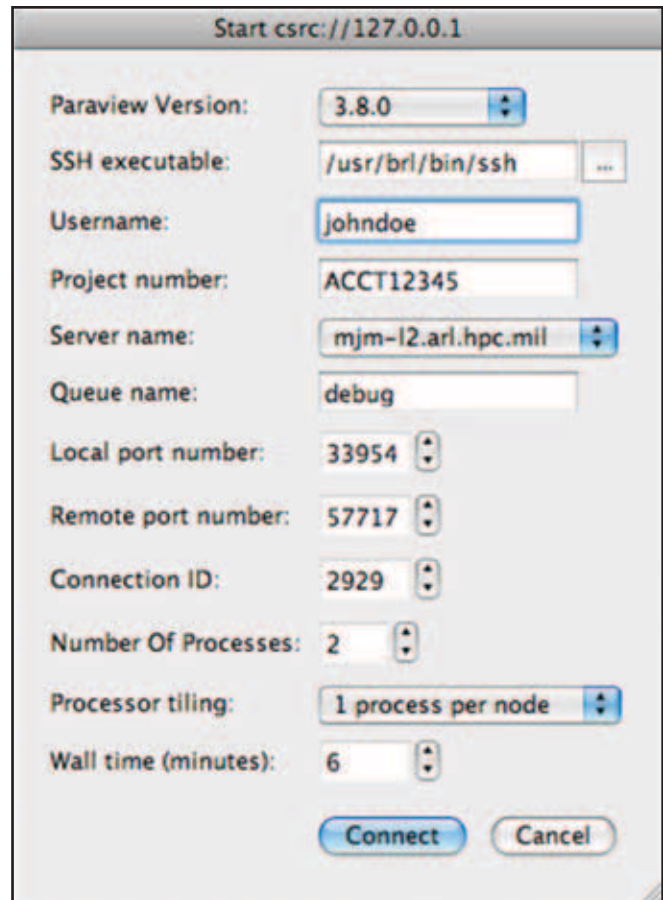 Start csrc://127.0.0.1
Paraview Version: 3.8.0
SSH executable: /usr/brl/bin/ssh ...
Username: johndoe
Project number: ACCT12345
Server name: mjm-l2.arl.hpc.mil
Queue name: debug
Local port number: 33954
Remote port number: 57717
Connection ID: 2929
Number Of Processes: 2
Processor tiling: 1 process per node
Wall time (minutes): 6
Connect Cancel